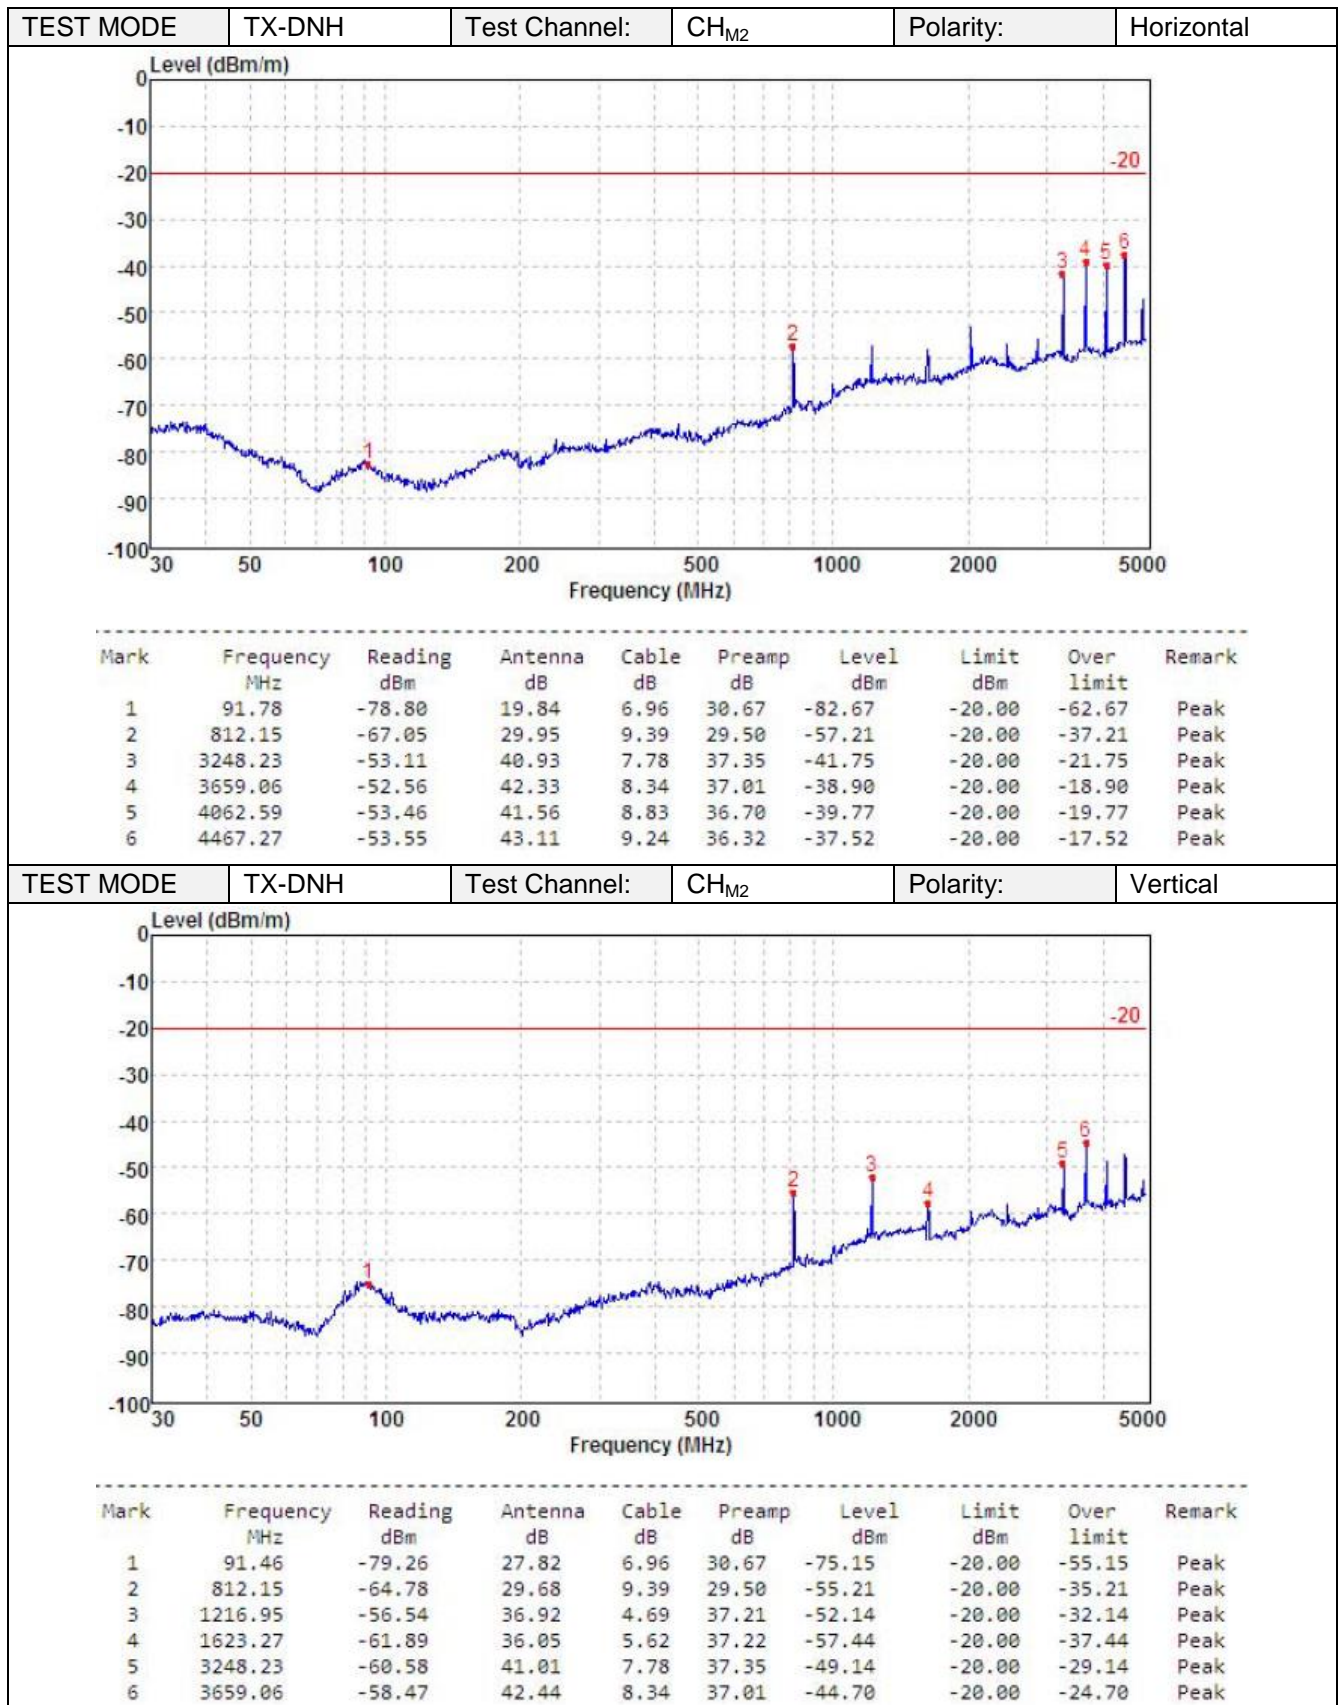 TEST MODE TX-DNH Test Channel: CHM2 Polarity: Horizontal
Level (dBm/m)
0
-10
-20
-20
-30
-40
-50
-60
-70
-80
-90
-100
1
2
3
4
5
6
30 50 100 200 500 1000 2000 5000
Frequency (MHz)
Mark Frequency Reading Antenna Cable Preamp Level Limit Over Remark
MHz dBm dB dB dB dBm dBm limit
1 91.78 -78.80 19.84 6.96 30.67 -82.67 -20.00 -62.67 Peak
2 812.15 -67.05 29.95 9.39 29.50 -57.21 -20.00 -37.21 Peak
3 3248.23 -53.11 40.93 7.78 37.35 -41.75 -20.00 -21.75 Peak
4 3659.06 -52.56 42.33 8.34 37.01 -38.90 -20.00 -18.90 Peak
5 4062.59 -53.46 41.56 8.83 36.70 -39.77 -20.00 -19.77 Peak
6 4467.27 -53.55 43.11 9.24 36.32 -37.52 -20.00 -17.52 Peak
TEST MODE TX-DNH Test Channel: CHM2 Polarity: Vertical
Level (dBm/m)
0
-10
-20
-20
-30
-40
-50
-60
-70
-80
-90
-100
1
2
3
4
5
6
30 50 100 200 500 1000 2000 5000
Frequency (MHz)
Mark Frequency Reading Antenna Cable Preamp Level Limit Over Remark
MHz dBm dB dB dB dBm dBm limit
1 91.46 -79.26 27.82 6.96 30.67 -75.15 -20.00 -55.15 Peak
2 812.15 -64.78 29.68 9.39 29.50 -55.21 -20.00 -35.21 Peak
3 1216.95 -56.54 36.92 4.69 37.21 -52.14 -20.00 -32.14 Peak
4 1623.27 -61.89 36.05 5.62 37.22 -57.44 -20.00 -37.44 Peak
5 3248.23 -60.58 41.01 7.78 37.35 -49.14 -20.00 -29.14 Peak
6 3659.06 -58.47 42.44 8.34 37.01 -44.70 -20.00 -24.70 Peak